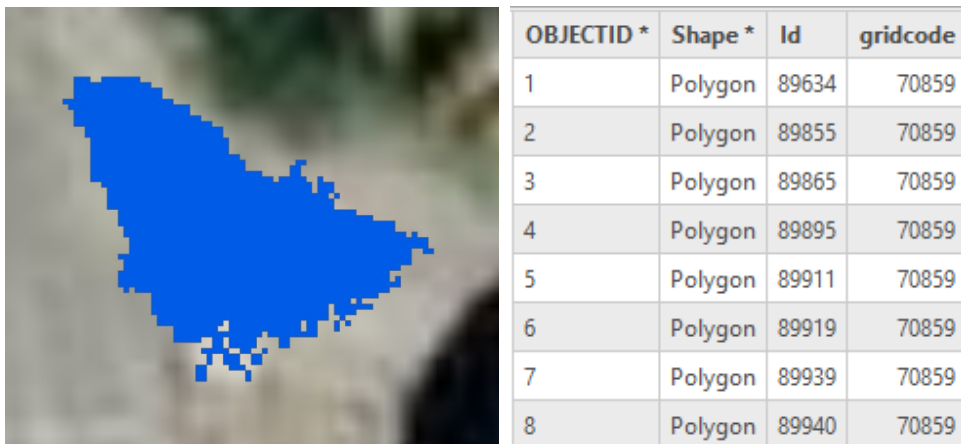 OBJECTID * Shape * Id gridcode
1 Polygon 89634 70859
2 Polygon 89855 70859
3 Polygon 89865 70859
4 Polygon 89895 70859
5 Polygon 89911 70859
6 Polygon 89919 70859
7 Polygon 89939 70859
8 Polygon 89940 70859